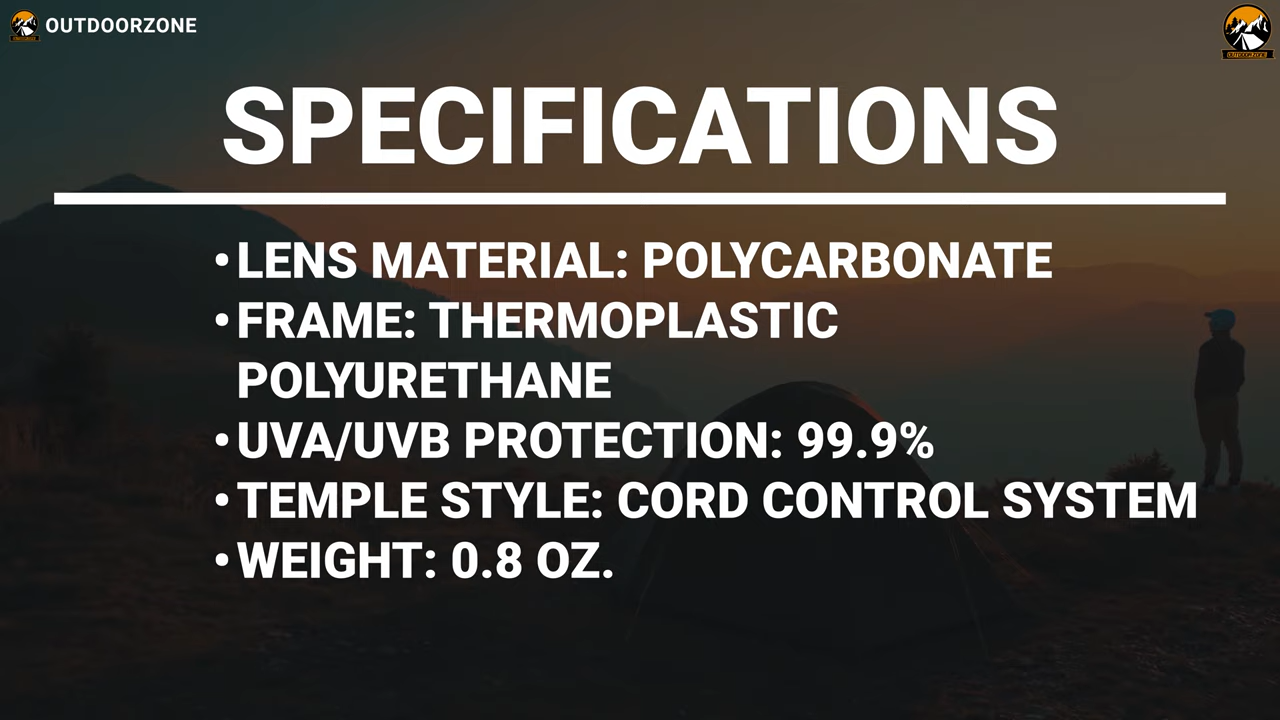 OUTDOORZONE
OUTDOORZONE
SPECIFICATIONS
• LENS MATERIAL: POLYCARBONATE
• FRAME: THERMOPLASTIC
POLYURETHANE
• UVA/UVB PROTECTION: 99.9%
• TEMPLE STYLE: CORD CONTROL SYSTEM
• WEIGHT: 0.8 OZ.